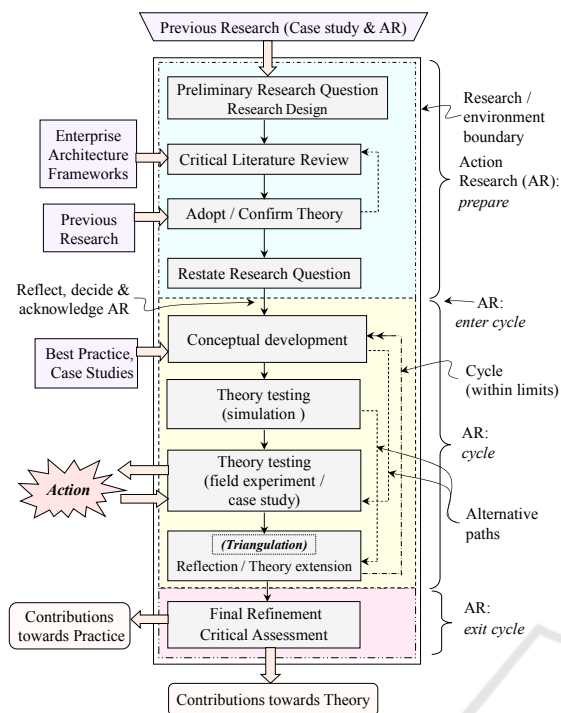 Previous Research (Case study & AR)
Preliminary Research Question
Research Design
Research /
environment
boundary
Enterprise
Architecture
Frameworks
Critical Literature Review
Action
Research (AR):
prepare
Previous
Research
Adopt / Confirm Theory
Restate Research Question
Reflect, decide &
acknowledge AR
AR:
enter cycle
Conceptual development
Best Practice,
Case Studies
Cycle
(within limits)
Theory testing
(simulation )
AR:
cycle
Theory testing
(field experiment /
case study)
Action
Alternative
paths
(Triangulation)
Reflection / Theory extension
Contributions
towards Practice
Final Refinement
Critical Assessment
AR:
exit cycle
Contributions towards Theory